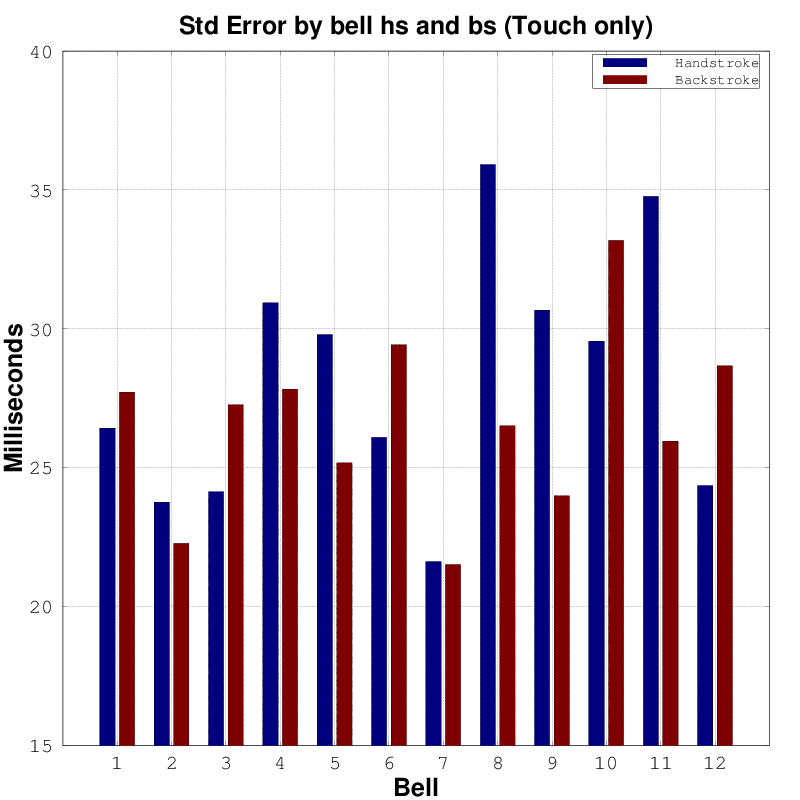 Std Error by bell hs and bs (Touch only)
Handstroke
Backstroke
40
35
30
25
20
15
Milliseconds
1 2 3 4 5 6 7 8 9 10 11 12
Bell